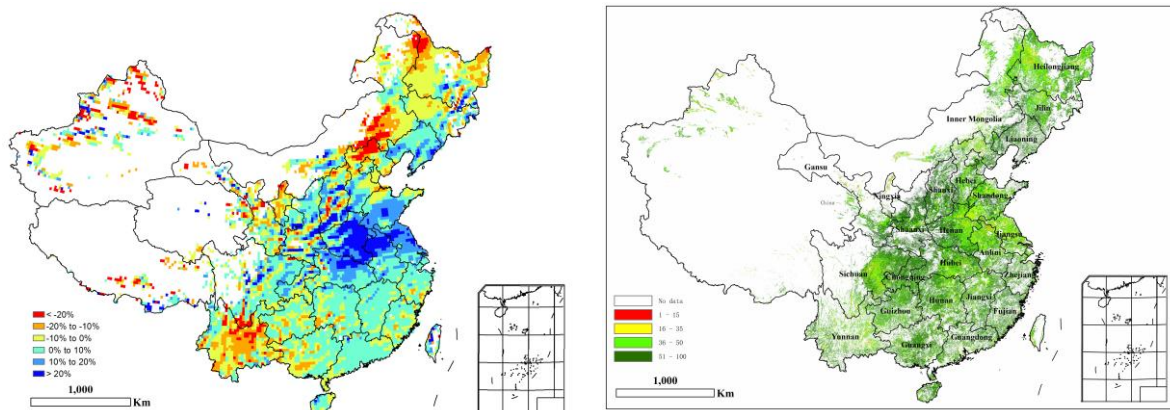 < -20%
-20% to -10%
-10% to 0%
0% to 10%
10% to 20%
> 20%
1,000
Km
Heilongjiang
Jilin
Inner Mongolia
Liaoning
Gansu
Hebei
Ningxia
Shanxi
Shandong
Shaanxi
Henan
Jiangsu
Anhui
Sichuan
Chongqing
Hubei
Zhejiang
Hunan
Jiangxi
Guizhou
Fujian
Yunnan
Guangxi
Guangdong
No data
1 - 15
16 - 35
36 - 50
51 - 100
1,000
Km